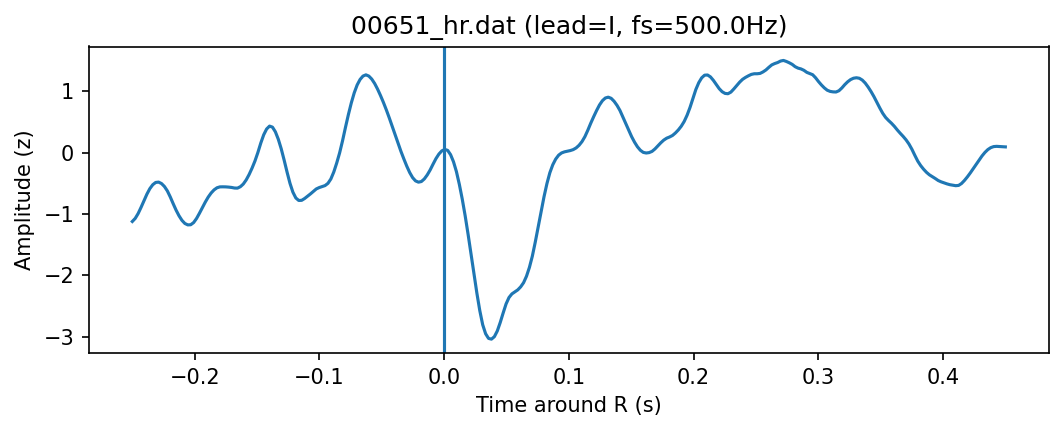 00651_hr.dat (lead=I, fs=500.0Hz)
Amplitude (z)
1
0
−1
−2
−3
−0.2 −0.1 0.0 0.1 0.2 0.3 0.4
Time around R (s)